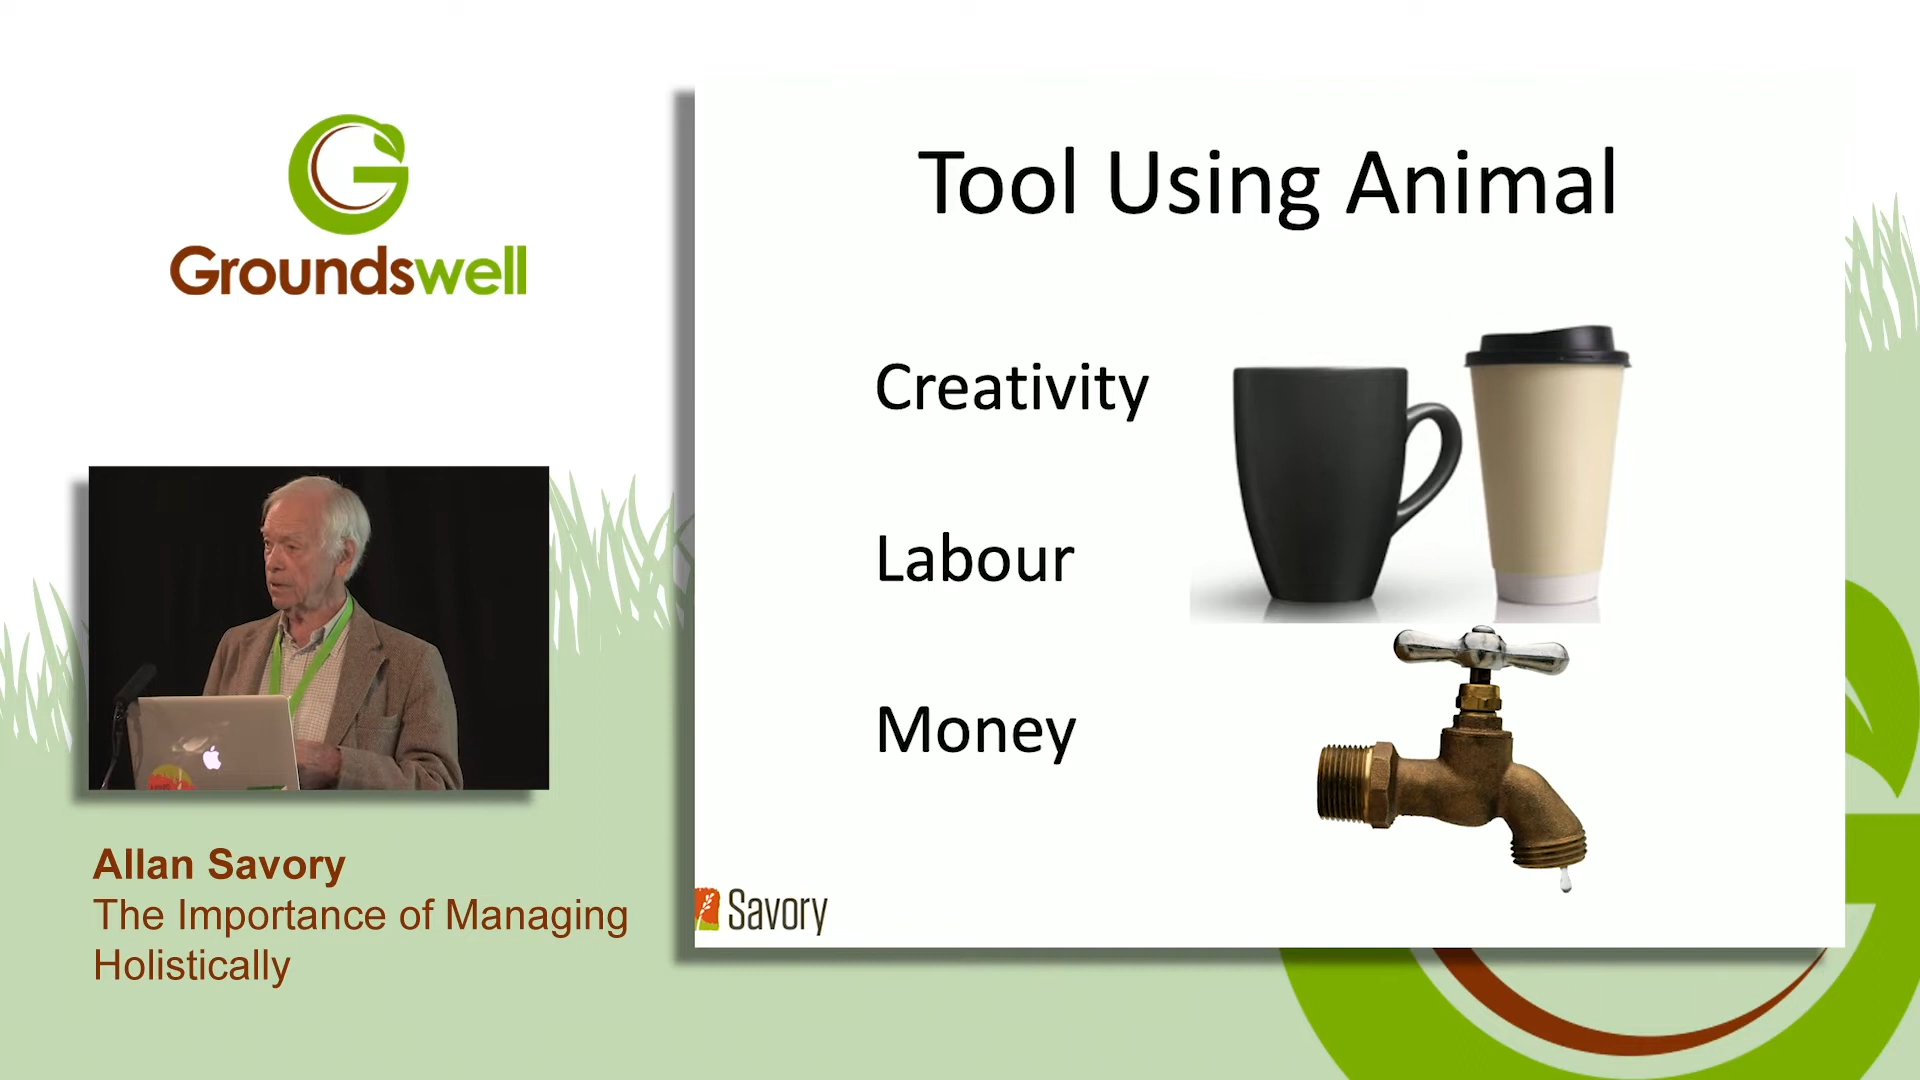 Groundswell
Tool Using Animal
Creativity
Labour
Money
Savory
Allan Savory
The Importance of Managing
Holistically